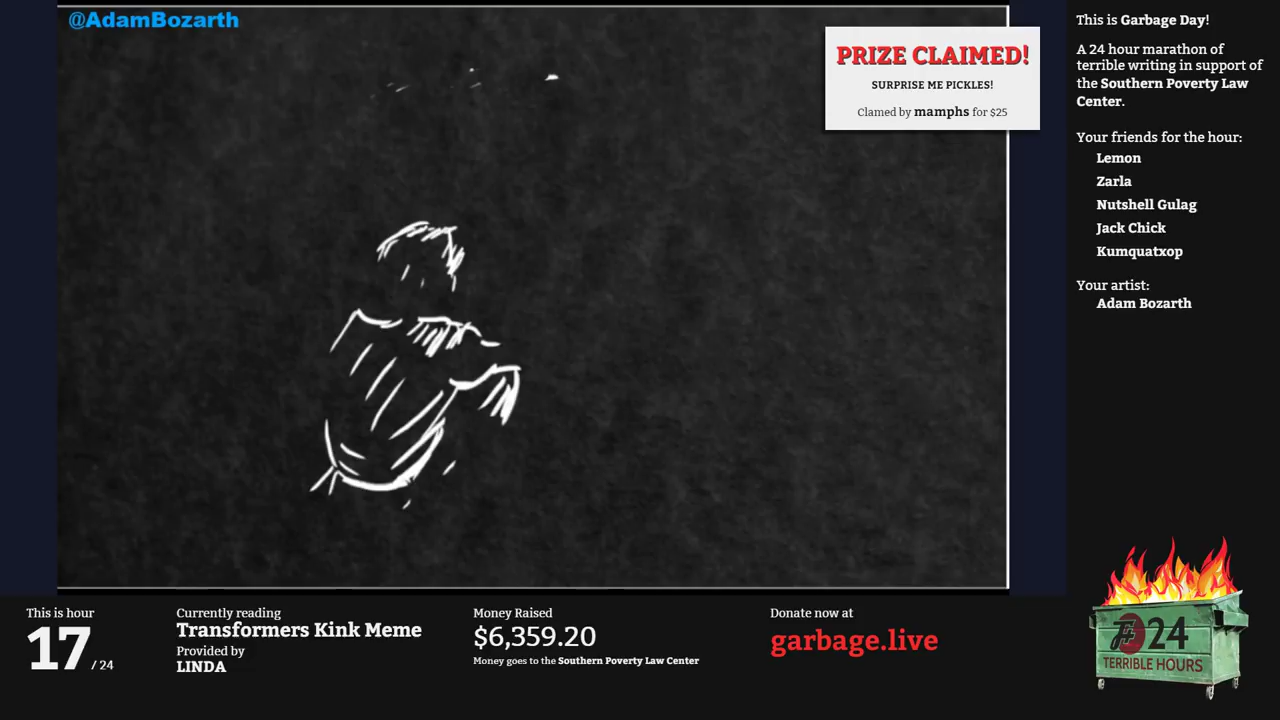 @AdamBozarth
PRIZE CLAIMED!
SURPRISE ME PICKLES!
Clamed by mamphs for $25
This is Garbage Day!
A 24 hour marathon of
terrible writing in support of
the Southern Poverty Law
Center.
Your friends for the hour:
Lemon
Zarla
Nutshell Gulag
Jack Chick
Kumquatxop
Your artist:
Adam Bozarth
This is hour
17 / 24
Currently reading
Transformers Kink Meme
Provided by
LINDA
Money Raised
$6,359.20
Money goes to the Southern Poverty Law Center
Donate now at
garbage.live
24
TERRIBLE HOURS